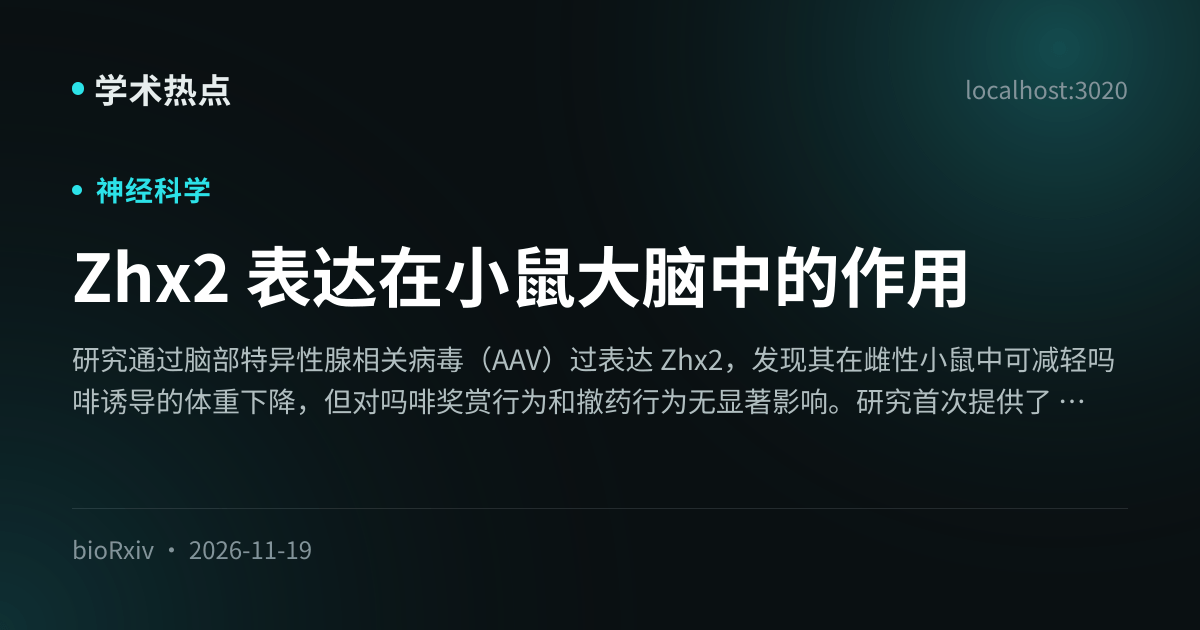 学术热点
localhost:3020
神经科学
Zhx2 表达在小鼠大脑中的作用
研究通过脑部特异性腺相关病毒（AAV）过表达 Zhx2，发现其在雌性小鼠中可减轻吗
啡诱导的体重下降，但对吗啡奖赏行为和撤药行为无显著影响。研究首次提供了 …
bioRxiv · 2026-11-19